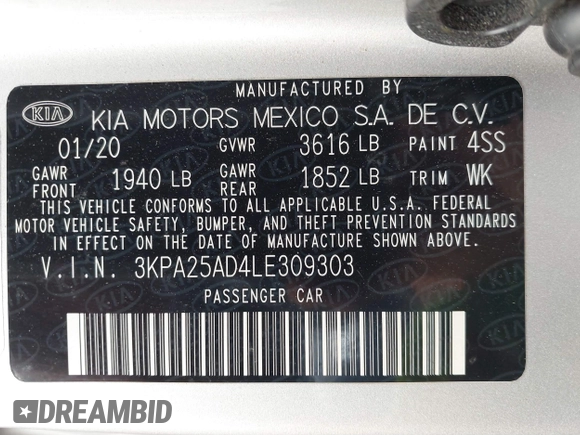 MANUFACTURED BY
KIA KIA MOTORS MEXICO S.A. DE C.V.
01/20 GVWR 3616 LB PAINT 4SS
GAWR FRONT 1940 LB GAWR REAR 1852 LB TRIM WK
THIS VEHICLE CONFORMS TO ALL APPLICABLE U.S.A. FEDERAL
MOTOR VEHICLE SAFETY, BUMPER, AND THEFT PREVENTION STANDARDS
IN EFFECT ON THE DATE OF MANUFACTURE SHOWN ABOVE.
V.I.N. 3KPA25AD4LE309303
PASSENGER CAR
DREAMBID